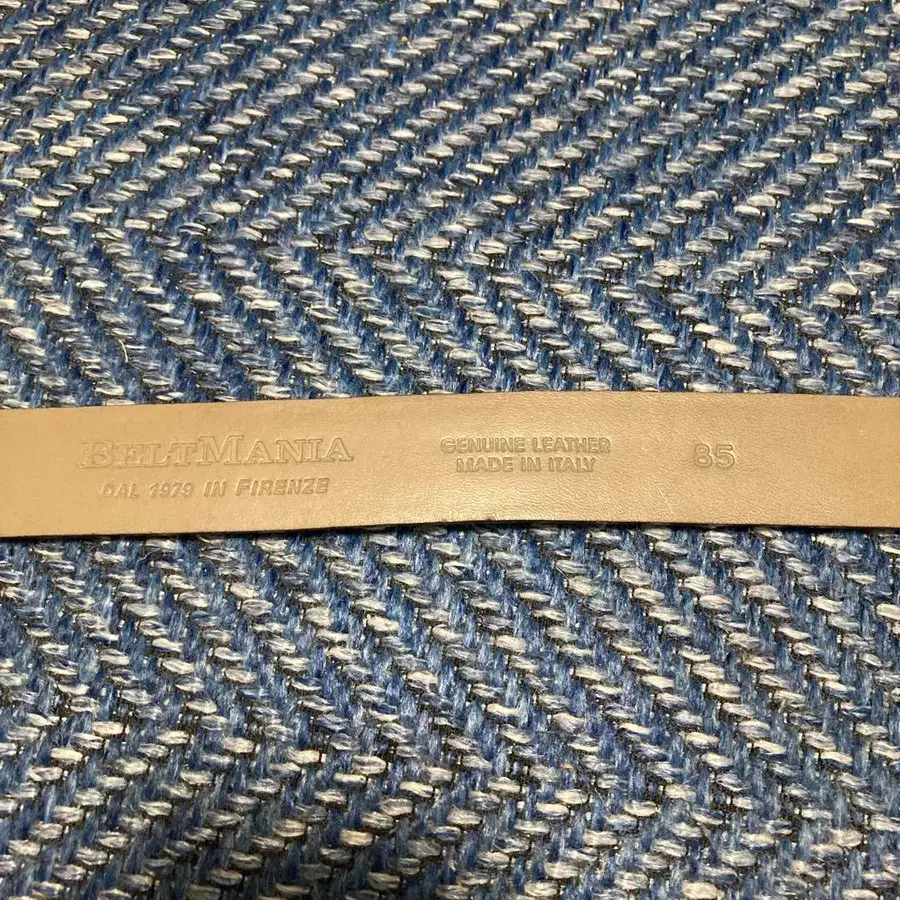 BELTMANIA
DAL 1979 IN FIRENZE
GENUINE LEATHER
MADE IN ITALY
85